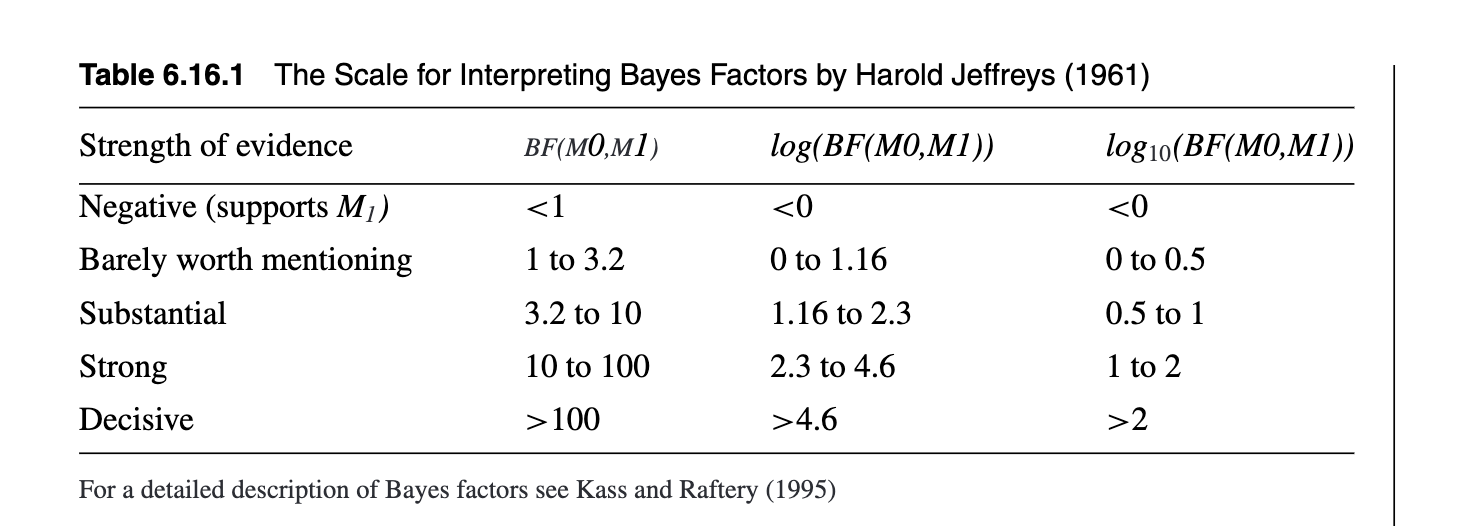 Table 6.16.1 The Scale for Interpreting Bayes Factors by Harold Jeffreys (1961)
Strength of evidence BF(M0,M1) log(BF(M0,M1)) log10(BF(M0,M1))
Negative (supports M1) <1 <0 <0
Barely worth mentioning 1 to 3.2 0 to 1.16 0 to 0.5
Substantial 3.2 to 10 1.16 to 2.3 0.5 to 1
Strong 10 to 100 2.3 to 4.6 1 to 2
Decisive >100 >4.6 >2
For a detailed description of Bayes factors see Kass and Raftery (1995)